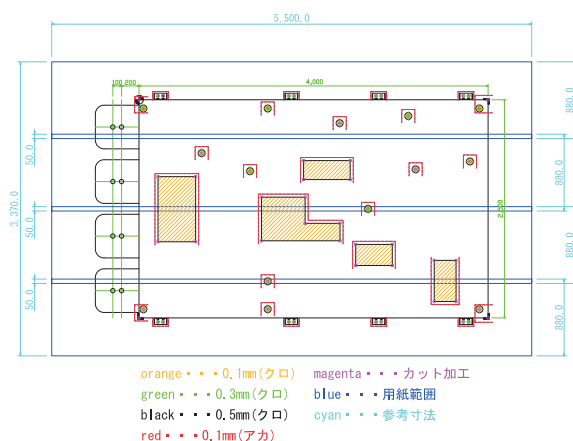 5,500.0
100,200
4,000
880.0
50.0
3,370.0
50.0
880.0
2,500
880.0
50.0
880.0
orange・・・0.1mm(クロ)
magenta・・・カット加工
green・・・0.3mm(クロ)
blue・・・用紙範囲
black・・・0.5mm(クロ)
cyan・・・参考寸法
red・・・0.1mm(アカ)